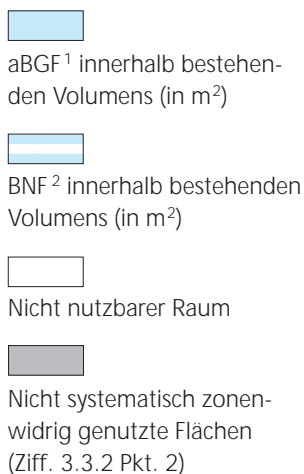 aBGF¹ innerhalb bestehen-
den Volumens (in m²)
BNF² innerhalb bestehenden
Volumens (in m²)
Nicht nutzbarer Raum
Nicht systematisch zonen-
widrig genutzte Flächen
(Ziff. 3.3.2 Pkt. 2)